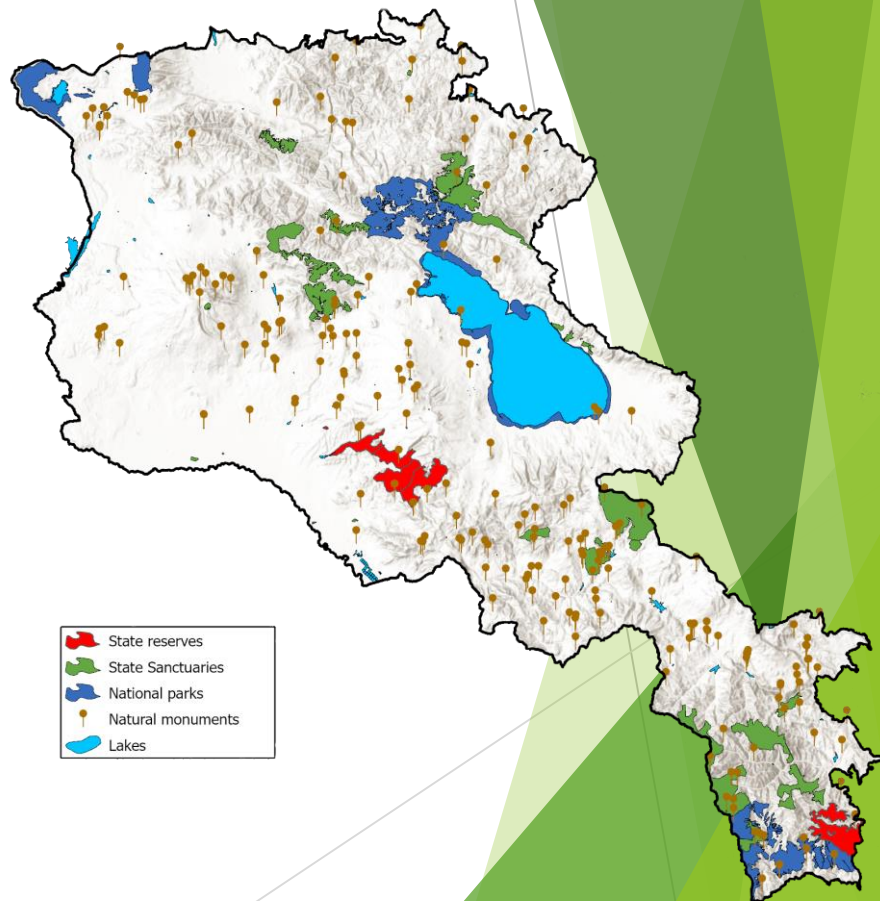 State reserves
State Sanctuaries
National parks
Natural monuments
Lakes